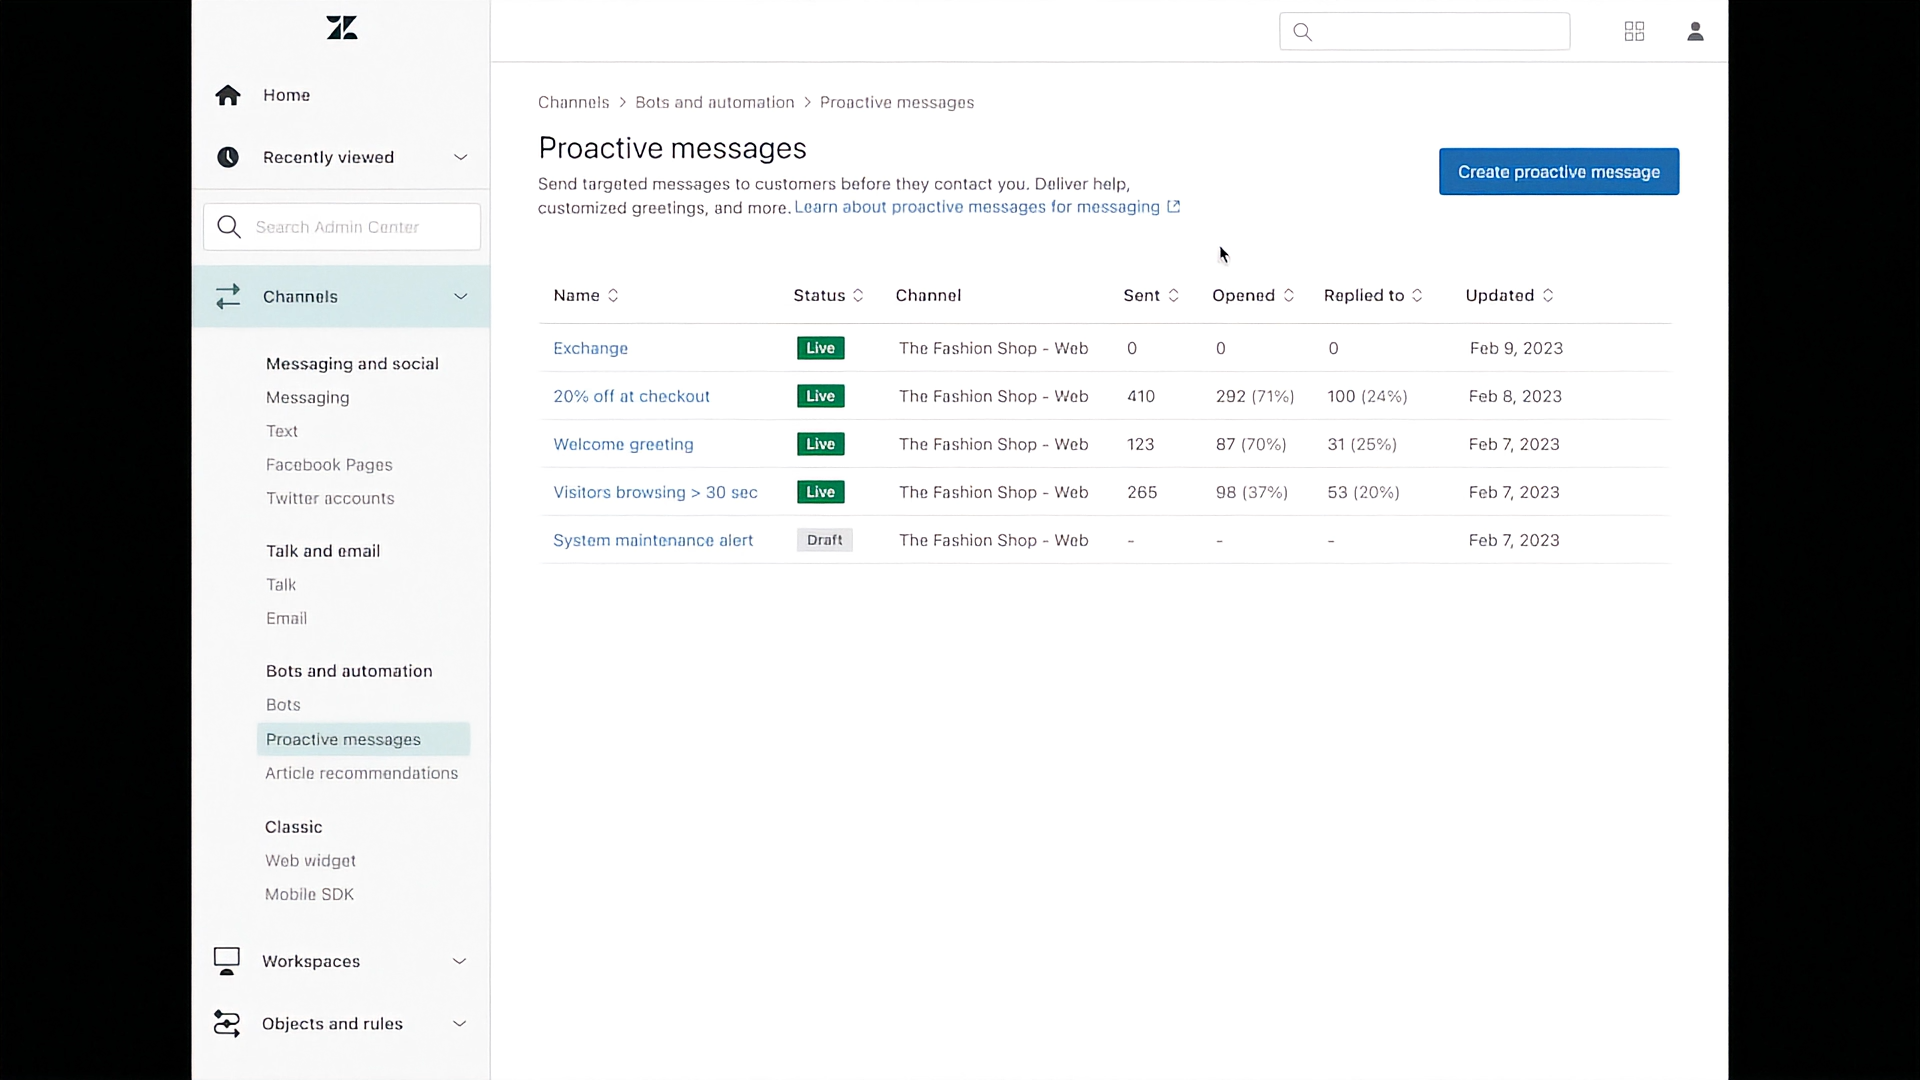 Home
Recently viewed
Search Admin Center
Channels
Messaging and social
Messaging
Text
Facebook Pages
Twitter accounts
Talk and email
Talk
Email
Bots and automation
Bots
Proactive messages
Article recommendations
Classic
Web widget
Mobile SDK
Workspaces
Objects and rules
Channels > Bots and automation > Proactive messages
Proactive messages
Send targeted messages to customers before they contact you. Deliver help,
customized greetings, and more. Learn about proactive messages for messaging
Create proactive message
Name Status Channel Sent Opened Replied to Updated
Exchange Live The Fashion Shop - Web 0 0 0 Feb 9, 2023
20% off at checkout Live The Fashion Shop - Web 410 292 (71%) 100 (24%) Feb 8, 2023
Welcome greeting Live The Fashion Shop - Web 123 87 (70%) 31 (25%) Feb 7, 2023
Visitors browsing > 30 sec Live The Fashion Shop - Web 265 98 (37%) 53 (20%) Feb 7, 2023
System maintenance alert Draft The Fashion Shop - Web - - - Feb 7, 2023